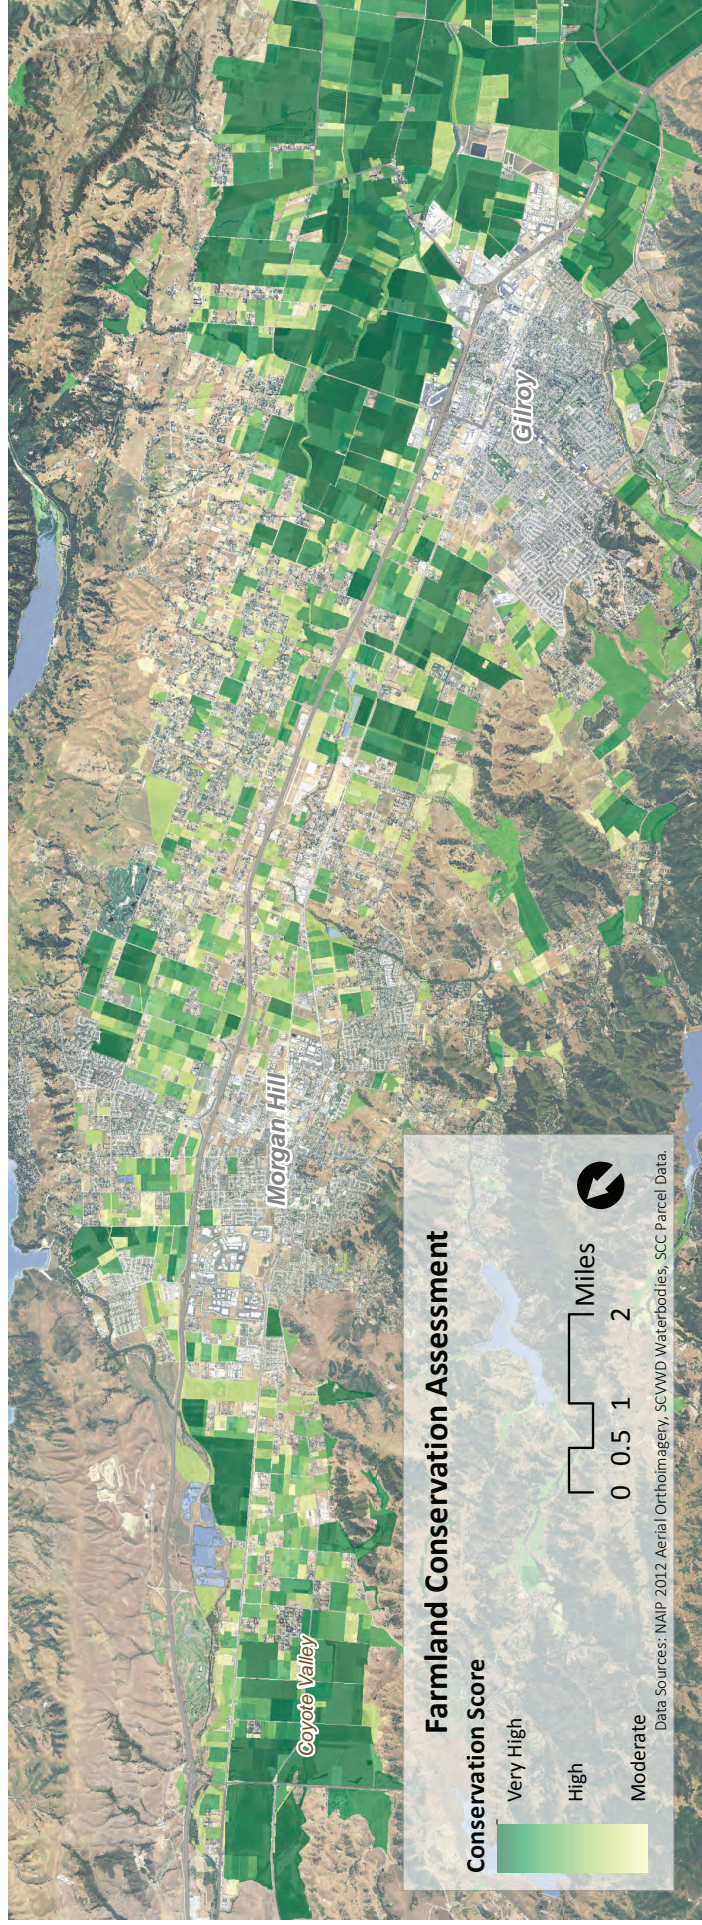 Coyote Valley
Morgan Hill
Gilroy
Farmland Conservation Assessment
Conservation Score
Very High
High
Moderate
0 0.5 1 2
Miles
Data Sources: NAIP 2012 Aerial Orthoimagery, SCVWD Waterbodies, SCC Parcel Data.